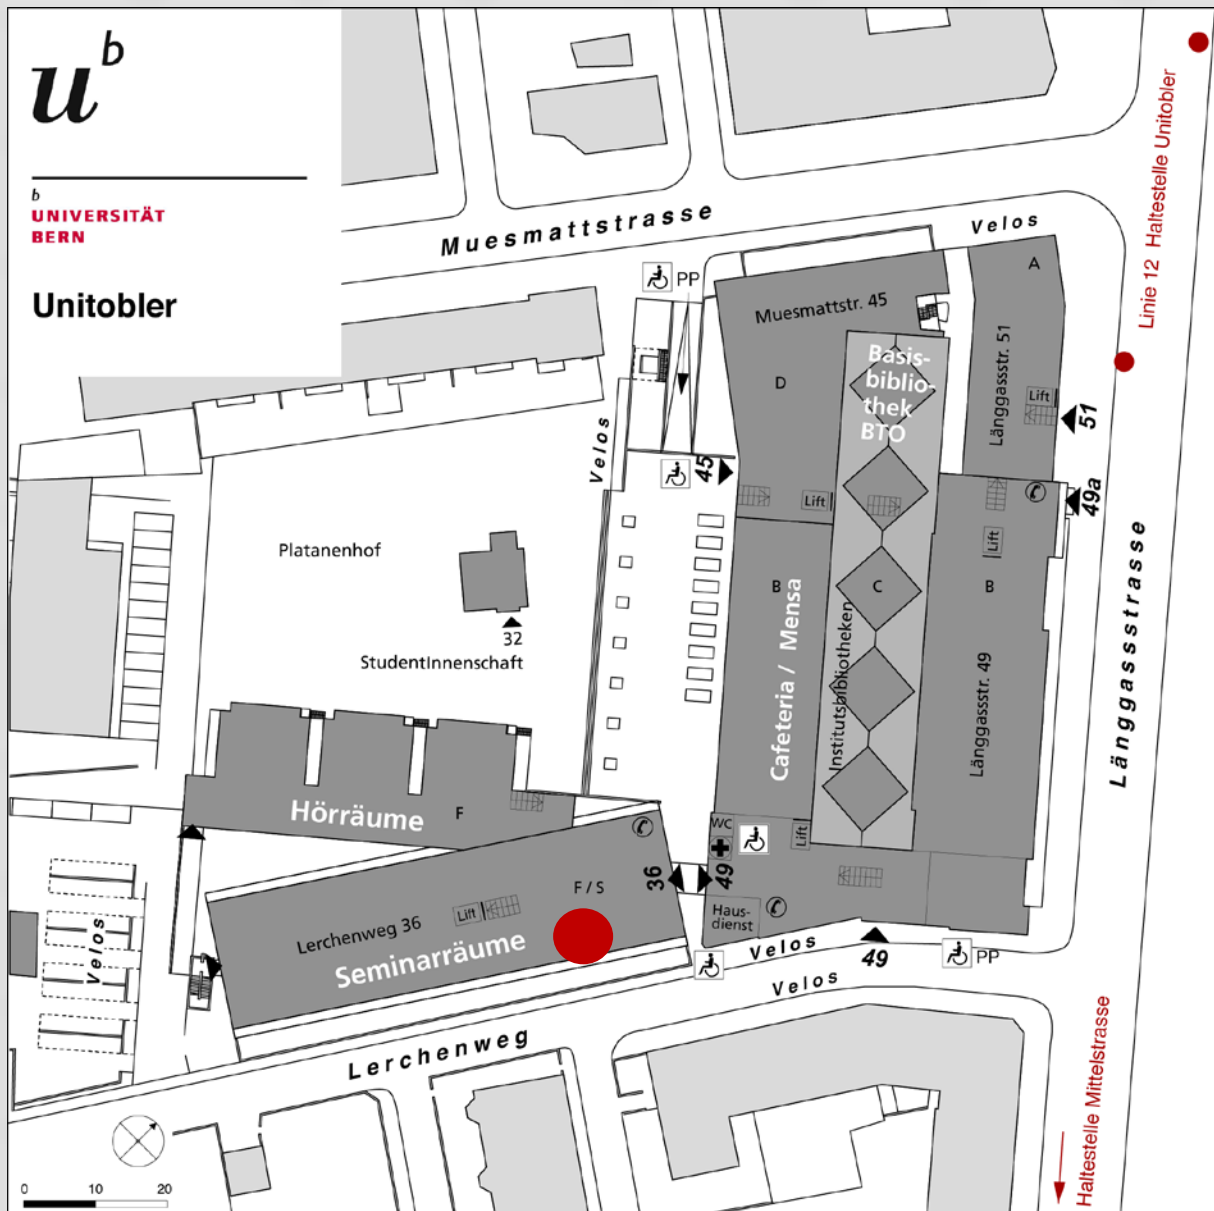 u
b
b
UNIVERSITÄT
BERN
Unitobler
Muesmattstrasse
Velos
Linie 12 Haltestelle Unitobler
PP
A
Muesmattstr. 45
Länggassstr. 51
Basis-
biblio-
thek
BTO
D
Lift
51
Velos
45
Lift
49a
Lift
Platanenhof
32
StudentInnenschaft
B
Cafeteria / Mensa
C
Institutsbibliotheken
B
Länggassstr. 49
Länggassstrasse
Hörräume
F
WC
Lift
36
49
F / S
Haus-
dienst
Lerchenweg 36
Lift
Seminarräume
Velos
Velos
49
PP
Velos
Lerchenweg
Haltestelle Mittelstrasse
0 10 20